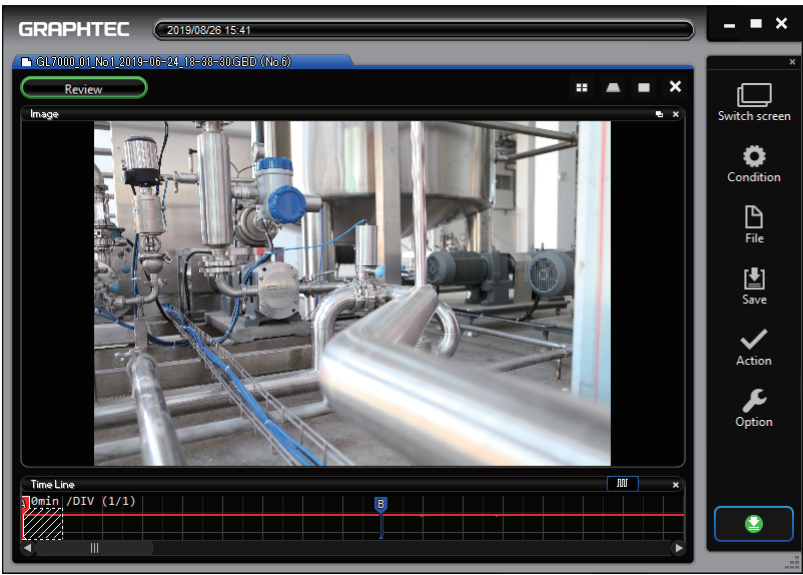 GRAPHTEC
2019/08/26 15:41
GL7000_01_No1_2019-06-24_18-38-30.GBD (No.6)
Review
Image
Switch screen
Condition
File
Save
Action
Option
Time Line
A
0min /DIV (1/1)
B